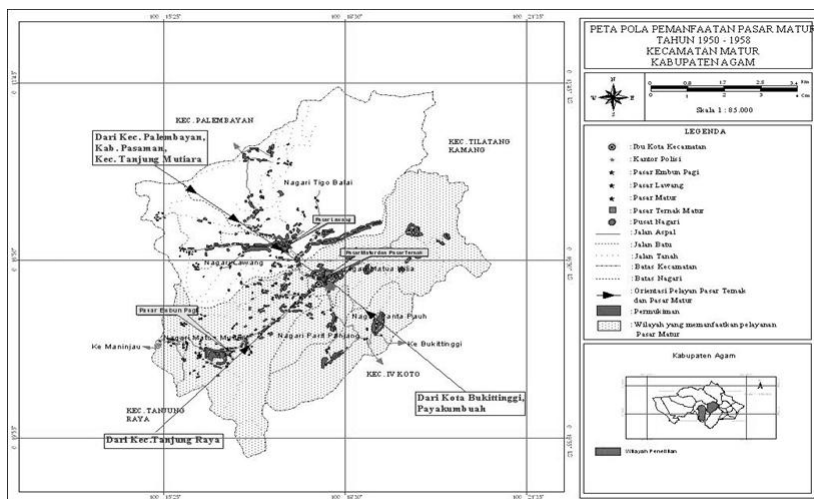 PETA POLA PEMANFAATAN PASAR MATUR
TAHUN 1950 - 1958
KECAMATAN MATUR
KABUPATEN AGAM
Skala 1 : 85.000
LEGENDA
: Ibu Kota Kecamatan
: Kantor Polisi
: Pasar Embun Pagi
: Pasar Lawang
: Pasar Matur
: Pasar Ternak Matur
: Pusat Nagari
: Jalan Aspal
: Jalan Batu
: Jalan Tanah
: Batas Kecamatan
: Batas Nagari
: Orientasi Pelayan Pasar Ternak
dan Pasar Matur
: Permukiman
: Wilayah yang memanfaatkan pelayanan
Pasar Matur
Kabupaten Agam
A
Wilayah Penelitian
KEC. PALEMBAYAN
Dari Kec. Palembayan,
Kab. Pasaman,
Kec. Tanjung Mutiara
KEC. TILATANG
KAMANG
Nagari Tigo Balai
Pasar Lawang
Pasar Matur dan Pasar Ternak
Nagari Lawang
Pasar Embun Pagi
Nagari Parit Panjang
Ke Maninjau
Ke Bukittinggi
KEC. IV KOTO
KEC. TANJUNG
RAYA
Dari Kota Bukittinggi,
Payakumbuah
Dari Kec. Tanjung Raya